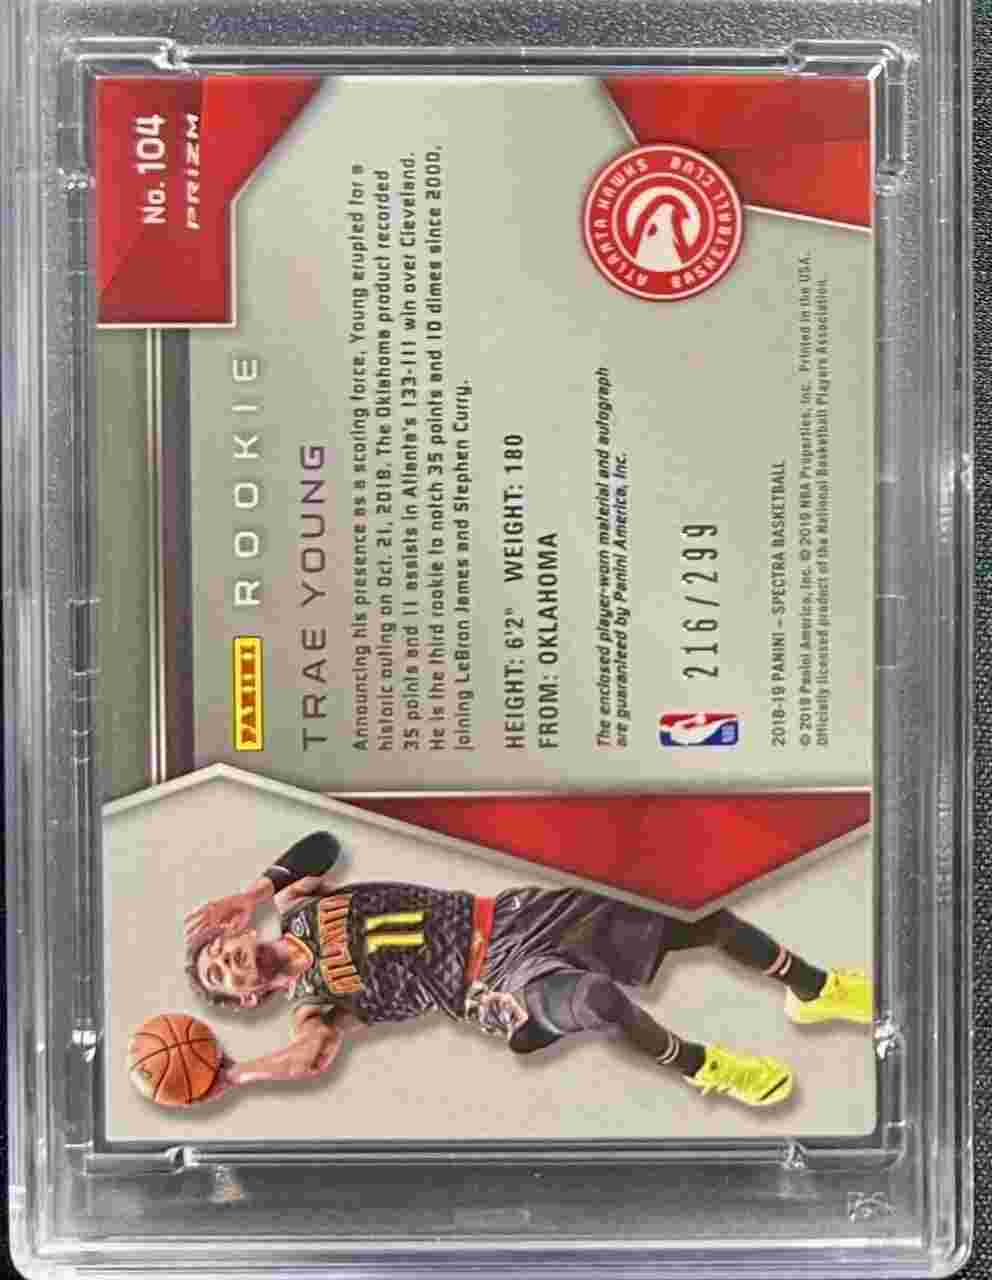 No. 104
PRIZM
PANINI ROOKIE
TRAE YOUNG
Announcing his presence as a scoring force, Young erupted for a
historic outing on Oct. 21, 2018. The Oklahoma product recorded
35 points and 11 assists in Atlanta's 133-111 win over Cleveland.
He is the third rookie to notch 35 points and 10 dimes since 2000,
joining LeBron James and Stephen Curry.
HEIGHT: 6'2" WEIGHT: 180
FROM: OKLAHOMA
The enclosed player-worn material and autograph
are guaranteed by Panini America, Inc.
216/299
NBA
2018-19 PANINI – SPECTRA BASKETBALL
© 2019 Panini America, Inc. © 2019 NBA Properties, Inc. Printed in the USA.
Officially licensed product of the National Basketball Players Association.
ATLANTA HAWKS
BASKETBALL CLUB
ATLANTA
11